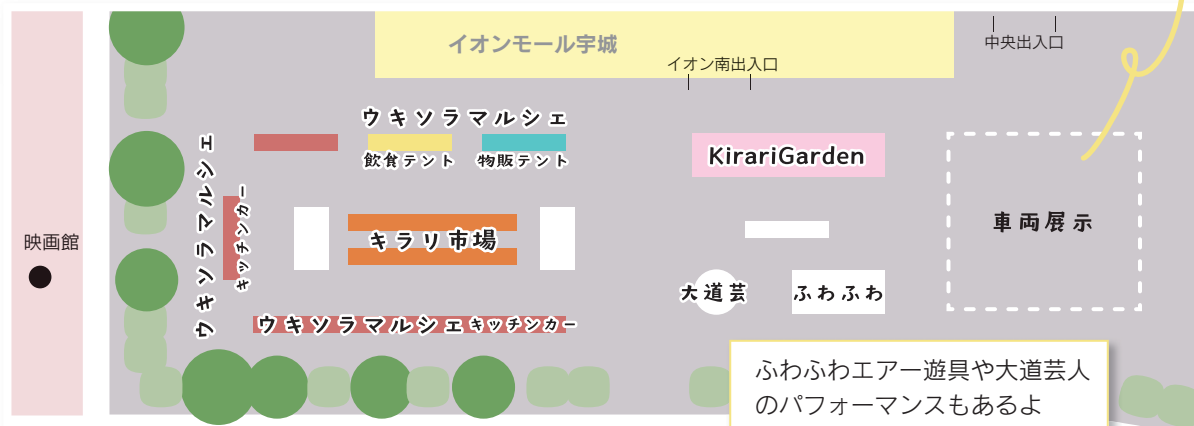 イオンモール宇城
中央出入口
イオン南出入口
ウキソラマルシェ
飲食テント
物販テント
KirariGarden
ウキソラマルシェ
キッチンカー
キラリ市場
車両展示
映画館
大道芸
ふわふわ
ウキソラマルシェキッチンカー
ふわふわエアー遊具や大道芸人
のパフォーマンスもあるよ